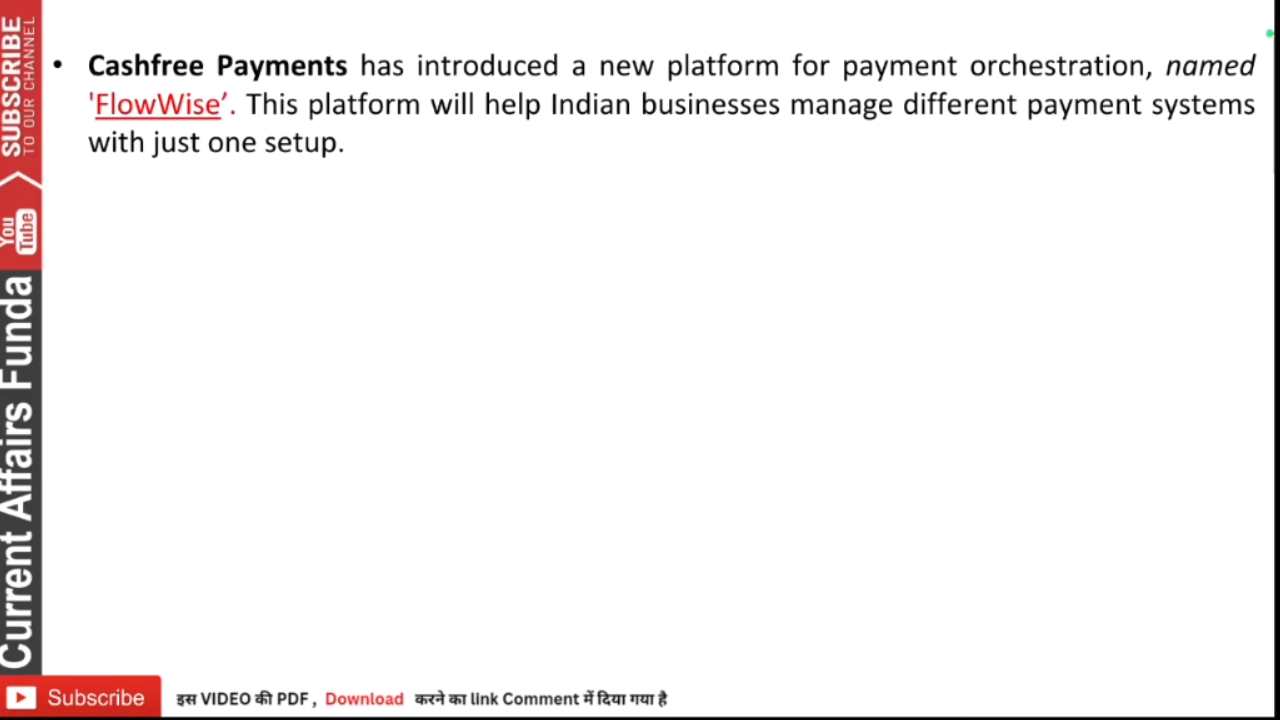 • Cashfree Payments has introduced a new platform for payment orchestration, named
'FlowWise’. This platform will help Indian businesses manage different payment systems
with just one setup.
SUBSCRIBE
TO OUR CHANNEL
You
Tube
Current Affairs Funda
Subscribe
इस VIDEO की PDF , Download करने का link Comment में दिया गया है